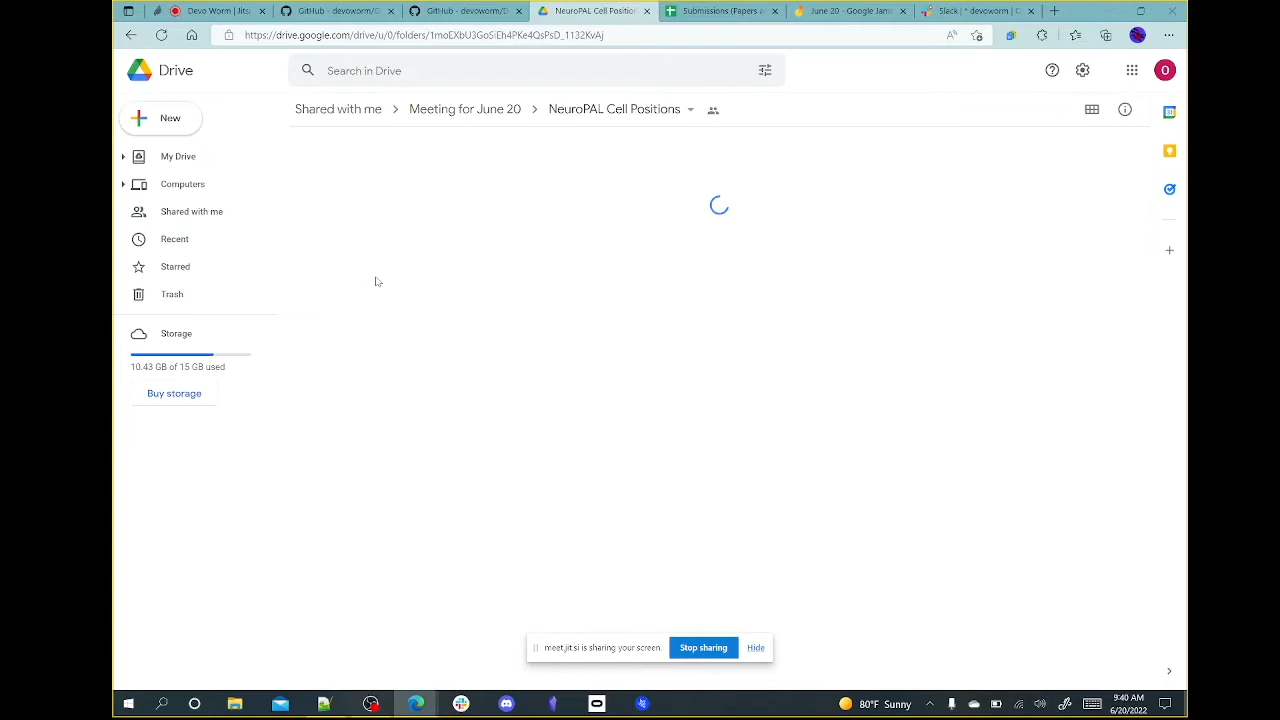 Devo Worm | Jitsi
GitHub - devoworm/
GitHub - devoworm/D
NeuroPAL Cell Position
Submissions (Papers a
June 20 - Google Jam
Slack | * devoworm |
https://drive.google.com/drive/u/0/folders/1moEXbU3GoSiEh4PKe4QsPsD_1132KvAj
Drive
Search in Drive
O
New
Shared with me
Meeting for June 20
NeuroPAL Cell Positions
31
My Drive
Computers
Shared with me
Recent
Starred
Trash
Storage
10.43 GB of 15 GB used
Buy storage
meet.jit.si is sharing your screen.
Stop sharing
Hide
80°F Sunny
9:40 AM
6/20/2022